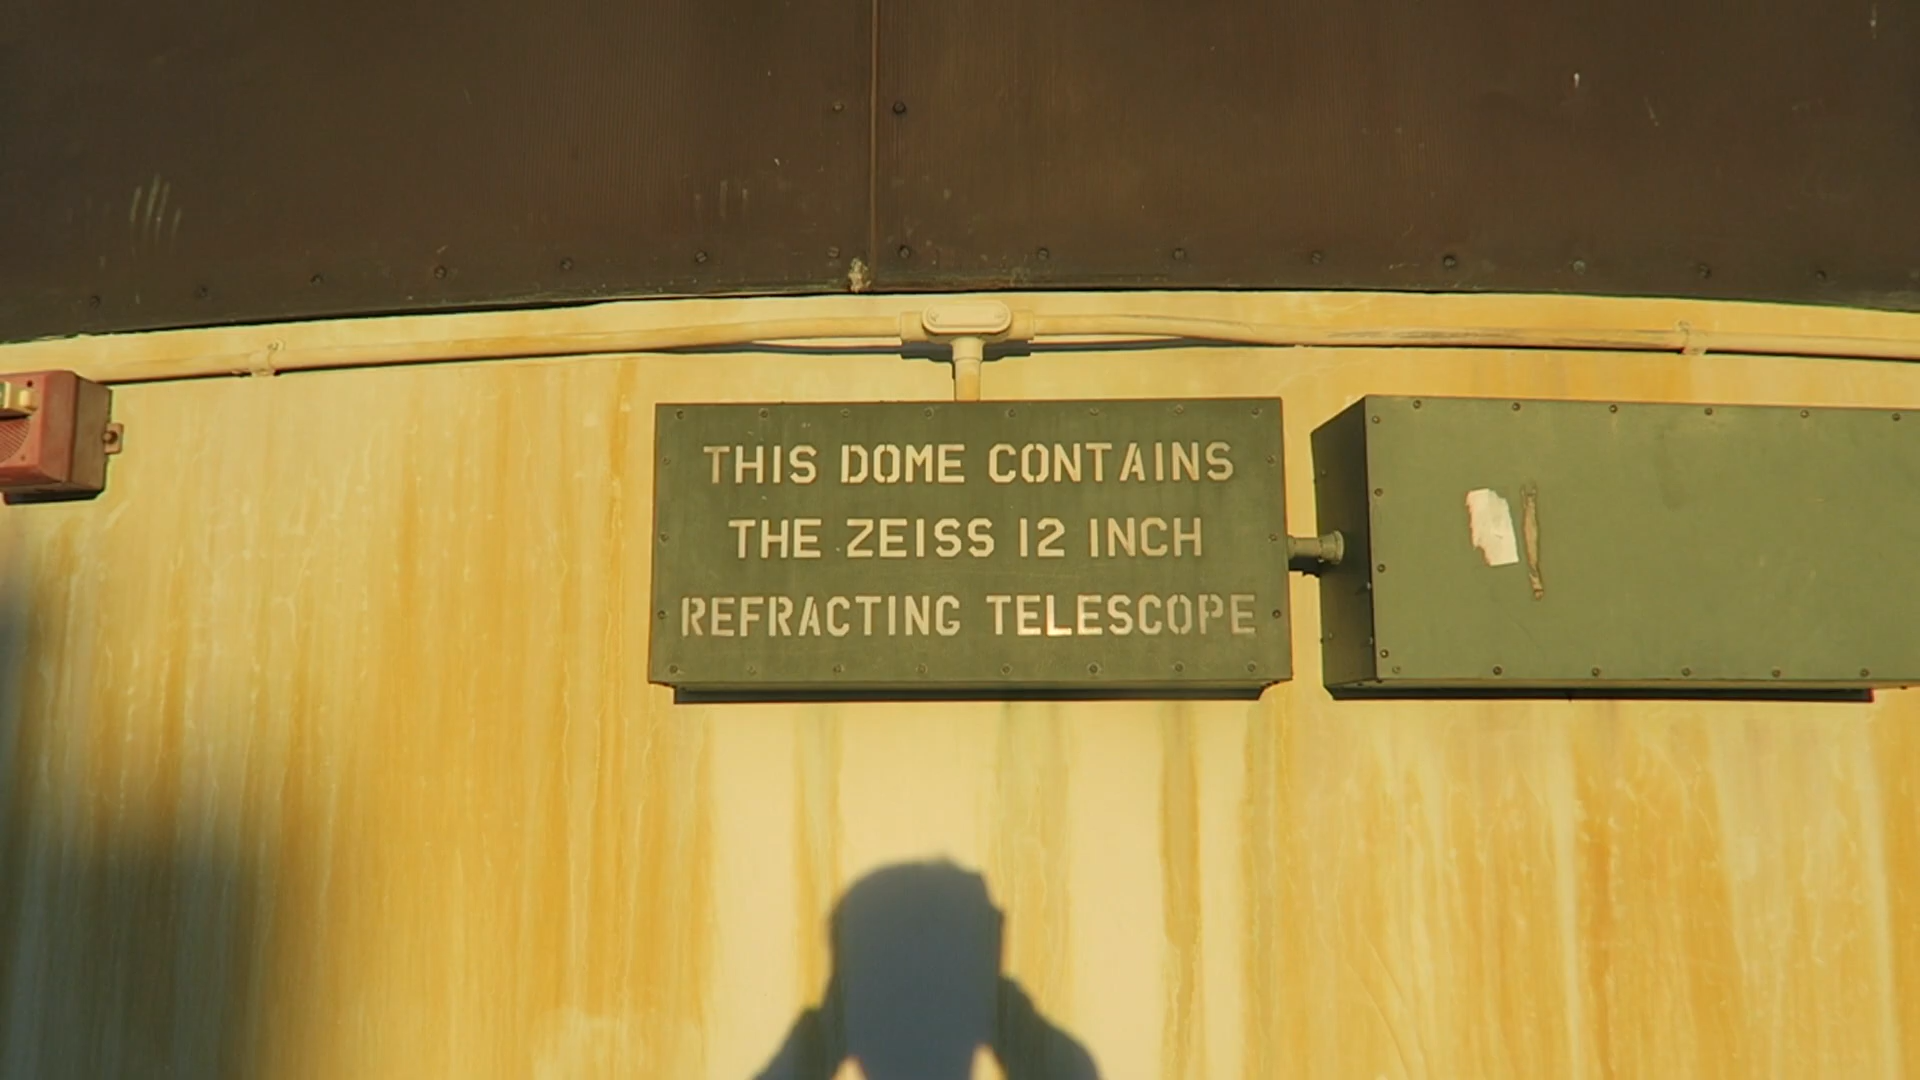 THIS DOME CONTAINS
THE ZEISS 12 INCH
REFRACTING TELESCOPE